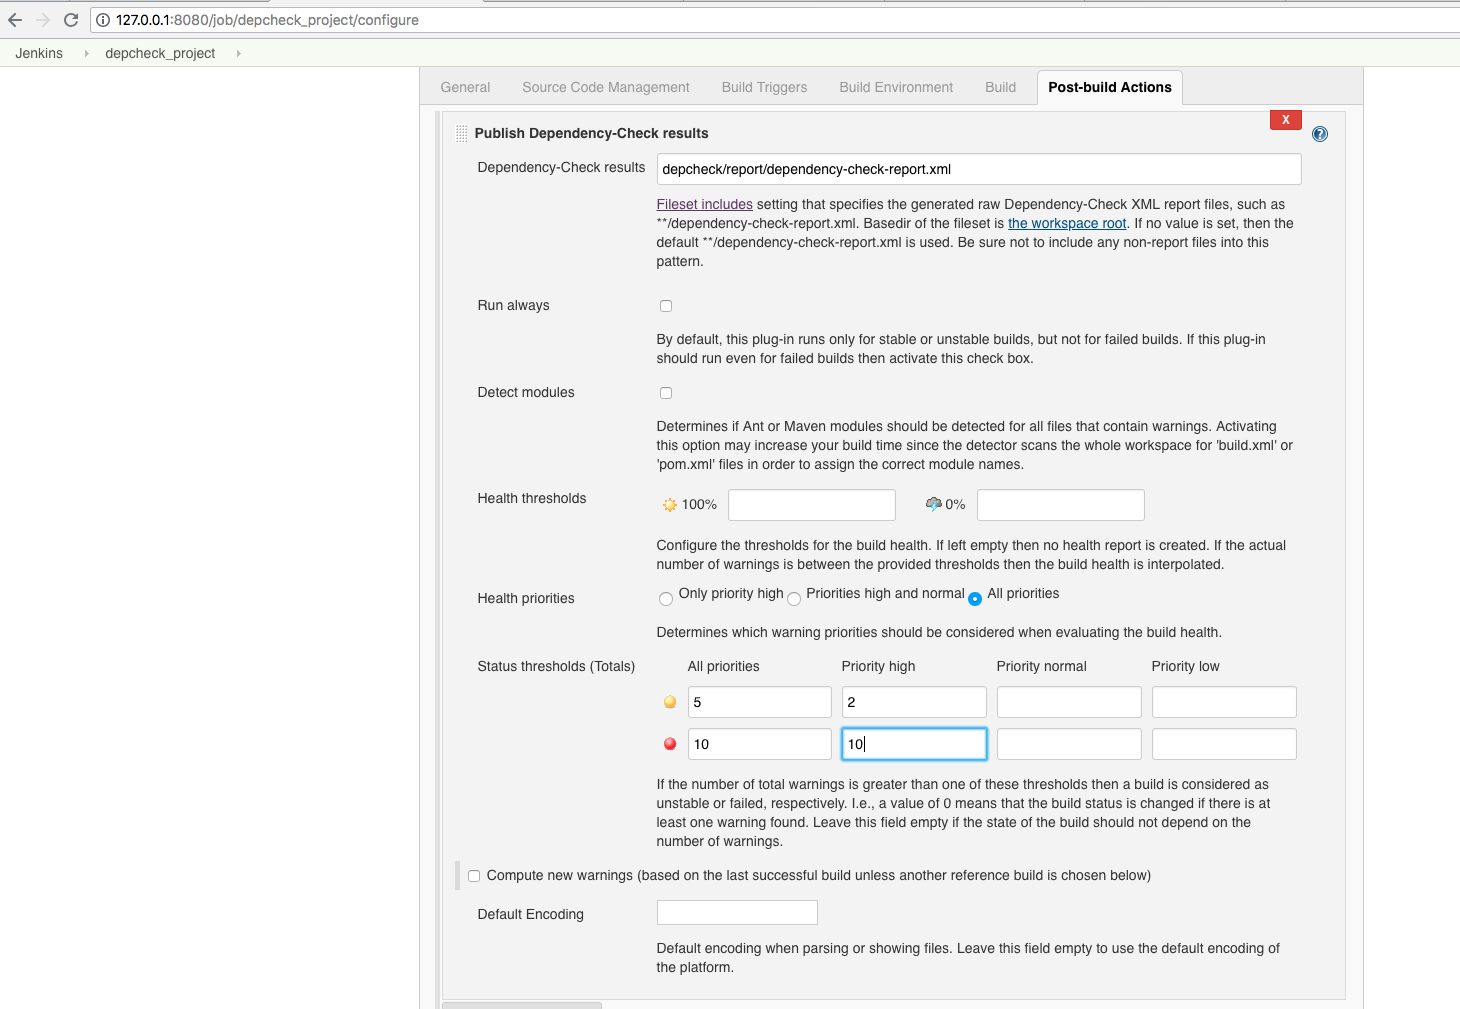 127.0.0.1:8080/job/depcheck_project/configure
Jenkins depcheck_project
General Source Code Management Build Triggers Build Environment Build Post-build Actions
X
Publish Dependency-Check results
?
Dependency-Check results depcheck/report/dependency-check-report.xml
Fileset includes setting that specifies the generated raw Dependency-Check XML report files, such as
**/dependency-check-report.xml. Basedir of the fileset is the workspace root. If no value is set, then the
default **/dependency-check-report.xml is used. Be sure not to include any non-report files into this
pattern.
Run always
By default, this plug-in runs only for stable or unstable builds, but not for failed builds. If this plug-in
should run even for failed builds then activate this check box.
Detect modules
Determines if Ant or Maven modules should be detected for all files that contain warnings. Activating
this option may increase your build time since the detector scans the whole workspace for 'build.xml' or
'pom.xml' files in order to assign the correct module names.
Health thresholds 100% 0%
Configure the thresholds for the build health. If left empty then no health report is created. If the actual
number of warnings is between the provided thresholds then the build health is interpolated.
Health priorities Only priority high Priorities high and normal All priorities
Determines which warning priorities should be considered when evaluating the build health.
Status thresholds (Totals) All priorities Priority high Priority normal Priority low
5 2
10 10
If the number of total warnings is greater than one of these thresholds then a build is considered as
unstable or failed, respectively. I.e., a value of 0 means that the build status is changed if there is at
least one warning found. Leave this field empty if the state of the build should not depend on the
number of warnings.
Compute new warnings (based on the last successful build unless another reference build is chosen below)
Default Encoding
Default encoding when parsing or showing files. Leave this field empty to use the default encoding of
the platform.